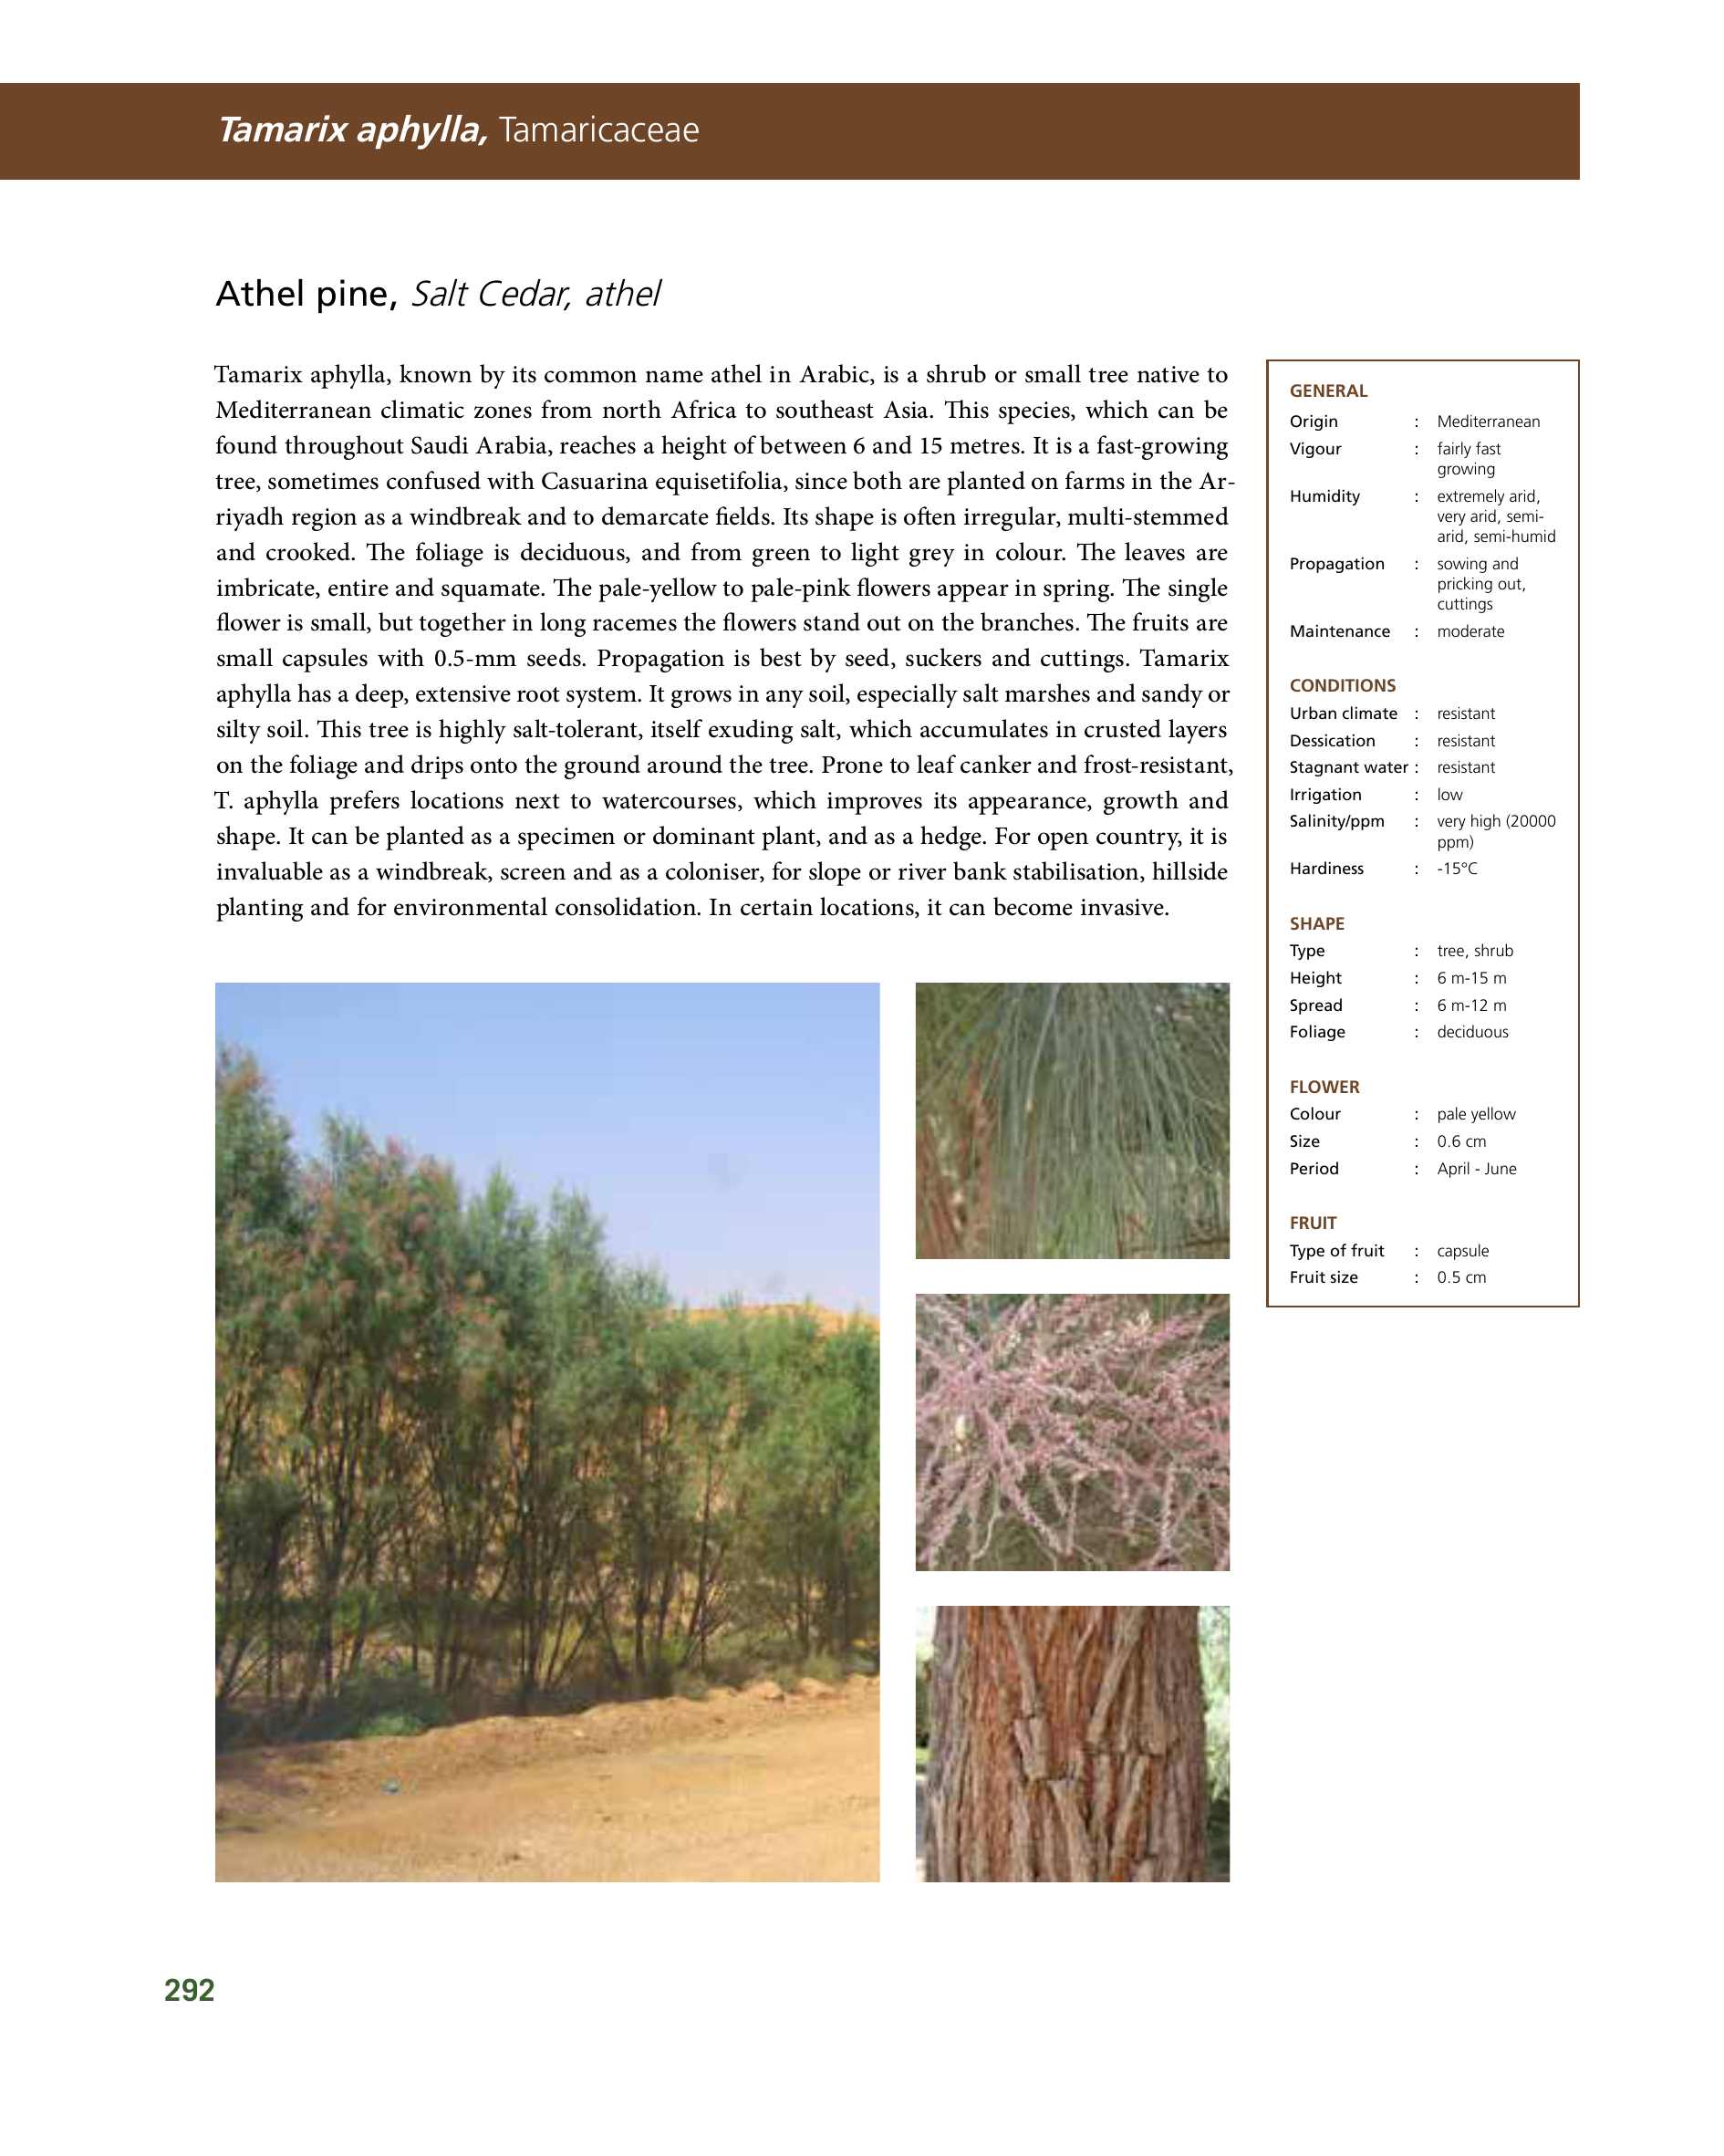 Tamarix aphylla, Tamaricaceae
Athel pine, Salt Cedar, athel
Tamarix aphylla, known by its common name athel in Arabic, is a shrub or small tree native to
Mediterranean climatic zones from north Africa to southeast Asia. This species, which can be
found throughout Saudi Arabia, reaches a height of between 6 and 15 metres. It is a fast-growing
tree, sometimes confused with Casuarina equisetifolia, since both are planted on farms in the Ar-
riyadh region as a windbreak and to demarcate fields. Its shape is often irregular, multi-stemmed
and crooked. The foliage is deciduous, and from green to light grey in colour. The leaves are
imbricate, entire and squamate. The pale-yellow to pale-pink flowers appear in spring. The single
flower is small, but together in long racemes the flowers stand out on the branches. The fruits are
small capsules with 0.5-mm seeds. Propagation is best by seed, suckers and cuttings. Tamarix
aphylla has a deep, extensive root system. It grows in any soil, especially salt marshes and sandy or
silty soil. This tree is highly salt-tolerant, itself exuding salt, which accumulates in crusted layers
on the foliage and drips onto the ground around the tree. Prone to leaf canker and frost-resistant,
T. aphylla prefers locations next to watercourses, which improves its appearance, growth and
shape. It can be planted as a specimen or dominant plant, and as a hedge. For open country, it is
invaluable as a windbreak, screen and as a coloniser, for slope or river bank stabilisation, hillside
planting and for environmental consolidation. In certain locations, it can become invasive.
GENERAL
Origin : Mediterranean
Vigour : fairly fast
growing
Humidity : extremely arid,
very arid, semi-
arid, semi-humid
Propagation : sowing and
pricking out,
cuttings
Maintenance : moderate
CONDITIONS
Urban climate : resistant
Dessication : resistant
Stagnant water : resistant
Irrigation : low
Salinity/ppm : very high (20000
ppm)
Hardiness : -15°C
SHAPE
Type : tree, shrub
Height : 6 m-15 m
Spread : 6 m-12 m
Foliage : deciduous
FLOWER
Colour : pale yellow
Size : 0.6 cm
Period : April - June
FRUIT
Type of fruit : capsule
Fruit size : 0.5 cm
292